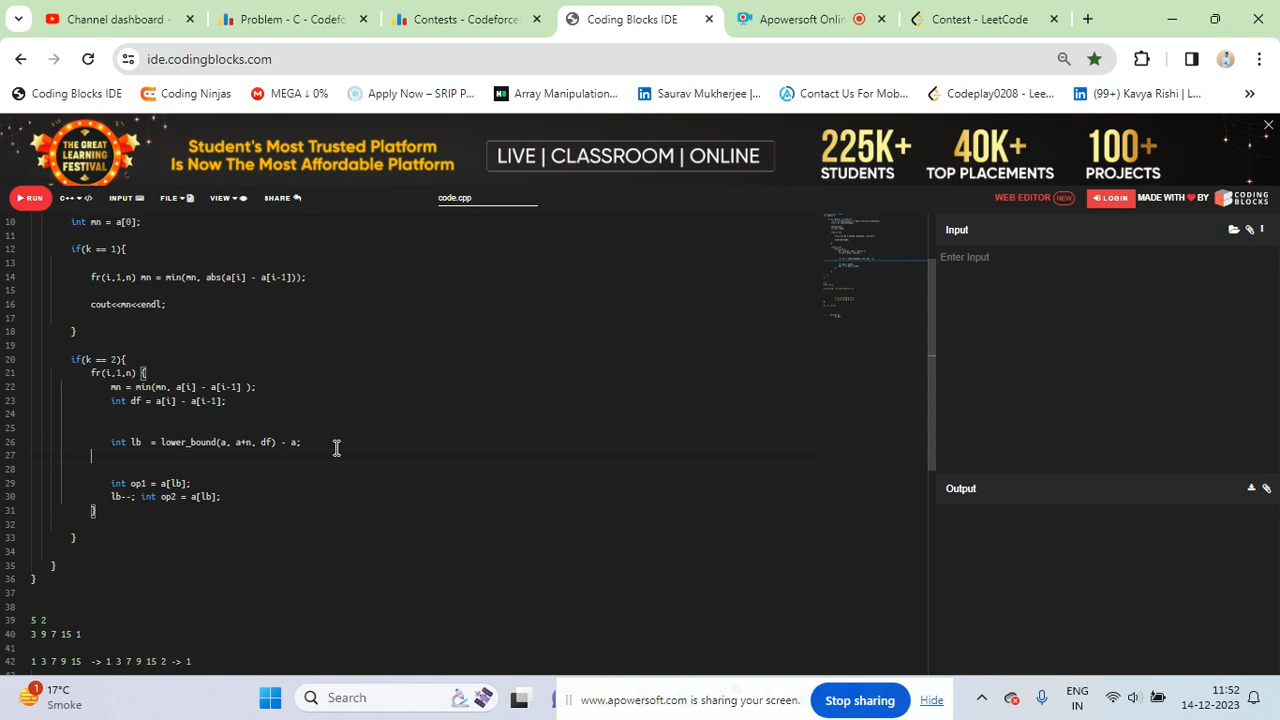 Channel dashboard -
Problem - C - Codefo
Contests - Codeforce
Coding Blocks IDE
Apowersoft Onli
Contest - LeetCode
ide.codingblocks.com
Coding Blocks IDE
Coding Ninjas
MEGA ↓ 0%
Apply Now – SRIP P...
Array Manipulation...
Saurav Mukherjee |...
Contact Us For Mob...
Codeplay0208 - Lee...
(99+) Kavya Rishi | L...
THE GREAT LEARNING FESTIVAL
Student's Most Trusted Platform
Is Now The Most Affordable Platform
LIVE | CLASSROOM | ONLINE
225K+ STUDENTS
40K+ TOP PLACEMENTS
100+ PROJECTS
RUN
C++
INPUT
FILE
VIEW
SHARE
code.cpp
WEB EDITOR NEW
LOGIN
MADE WITH ♥ BY
CODING BLOCKS
10 int mn = a[0];
11
12 if(k == 1){
13
14 fr(i,1,n) mn = min(mn, abs(a[i] - a[i-1]));
15
16 cout<<mn<<endl;
17
18 }
19
20 if(k == 2){
21 fr(i,1,n) {
22 mn = min(mn, a[i] - a[i-1] );
23 int df = a[i] - a[i-1];
24
25
26 int lb  = lower_bound(a, a+n, df) - a;
27
28
29 int op1 = a[lb];
30 lb--; int op2 = a[lb];
31 }
32
33 }
34
35 }
36 }
37
38
39 5 2
40 3 9 7 15 1
41
42 1 3 7 9 15  -> 1 3 7 9 15 2 -> 1
Input
Enter Input
Output
17°C
Smoke
1
Search
www.apowersoft.com is sharing your screen.
Stop sharing
Hide
ENG
IN
11:52
14-12-2023